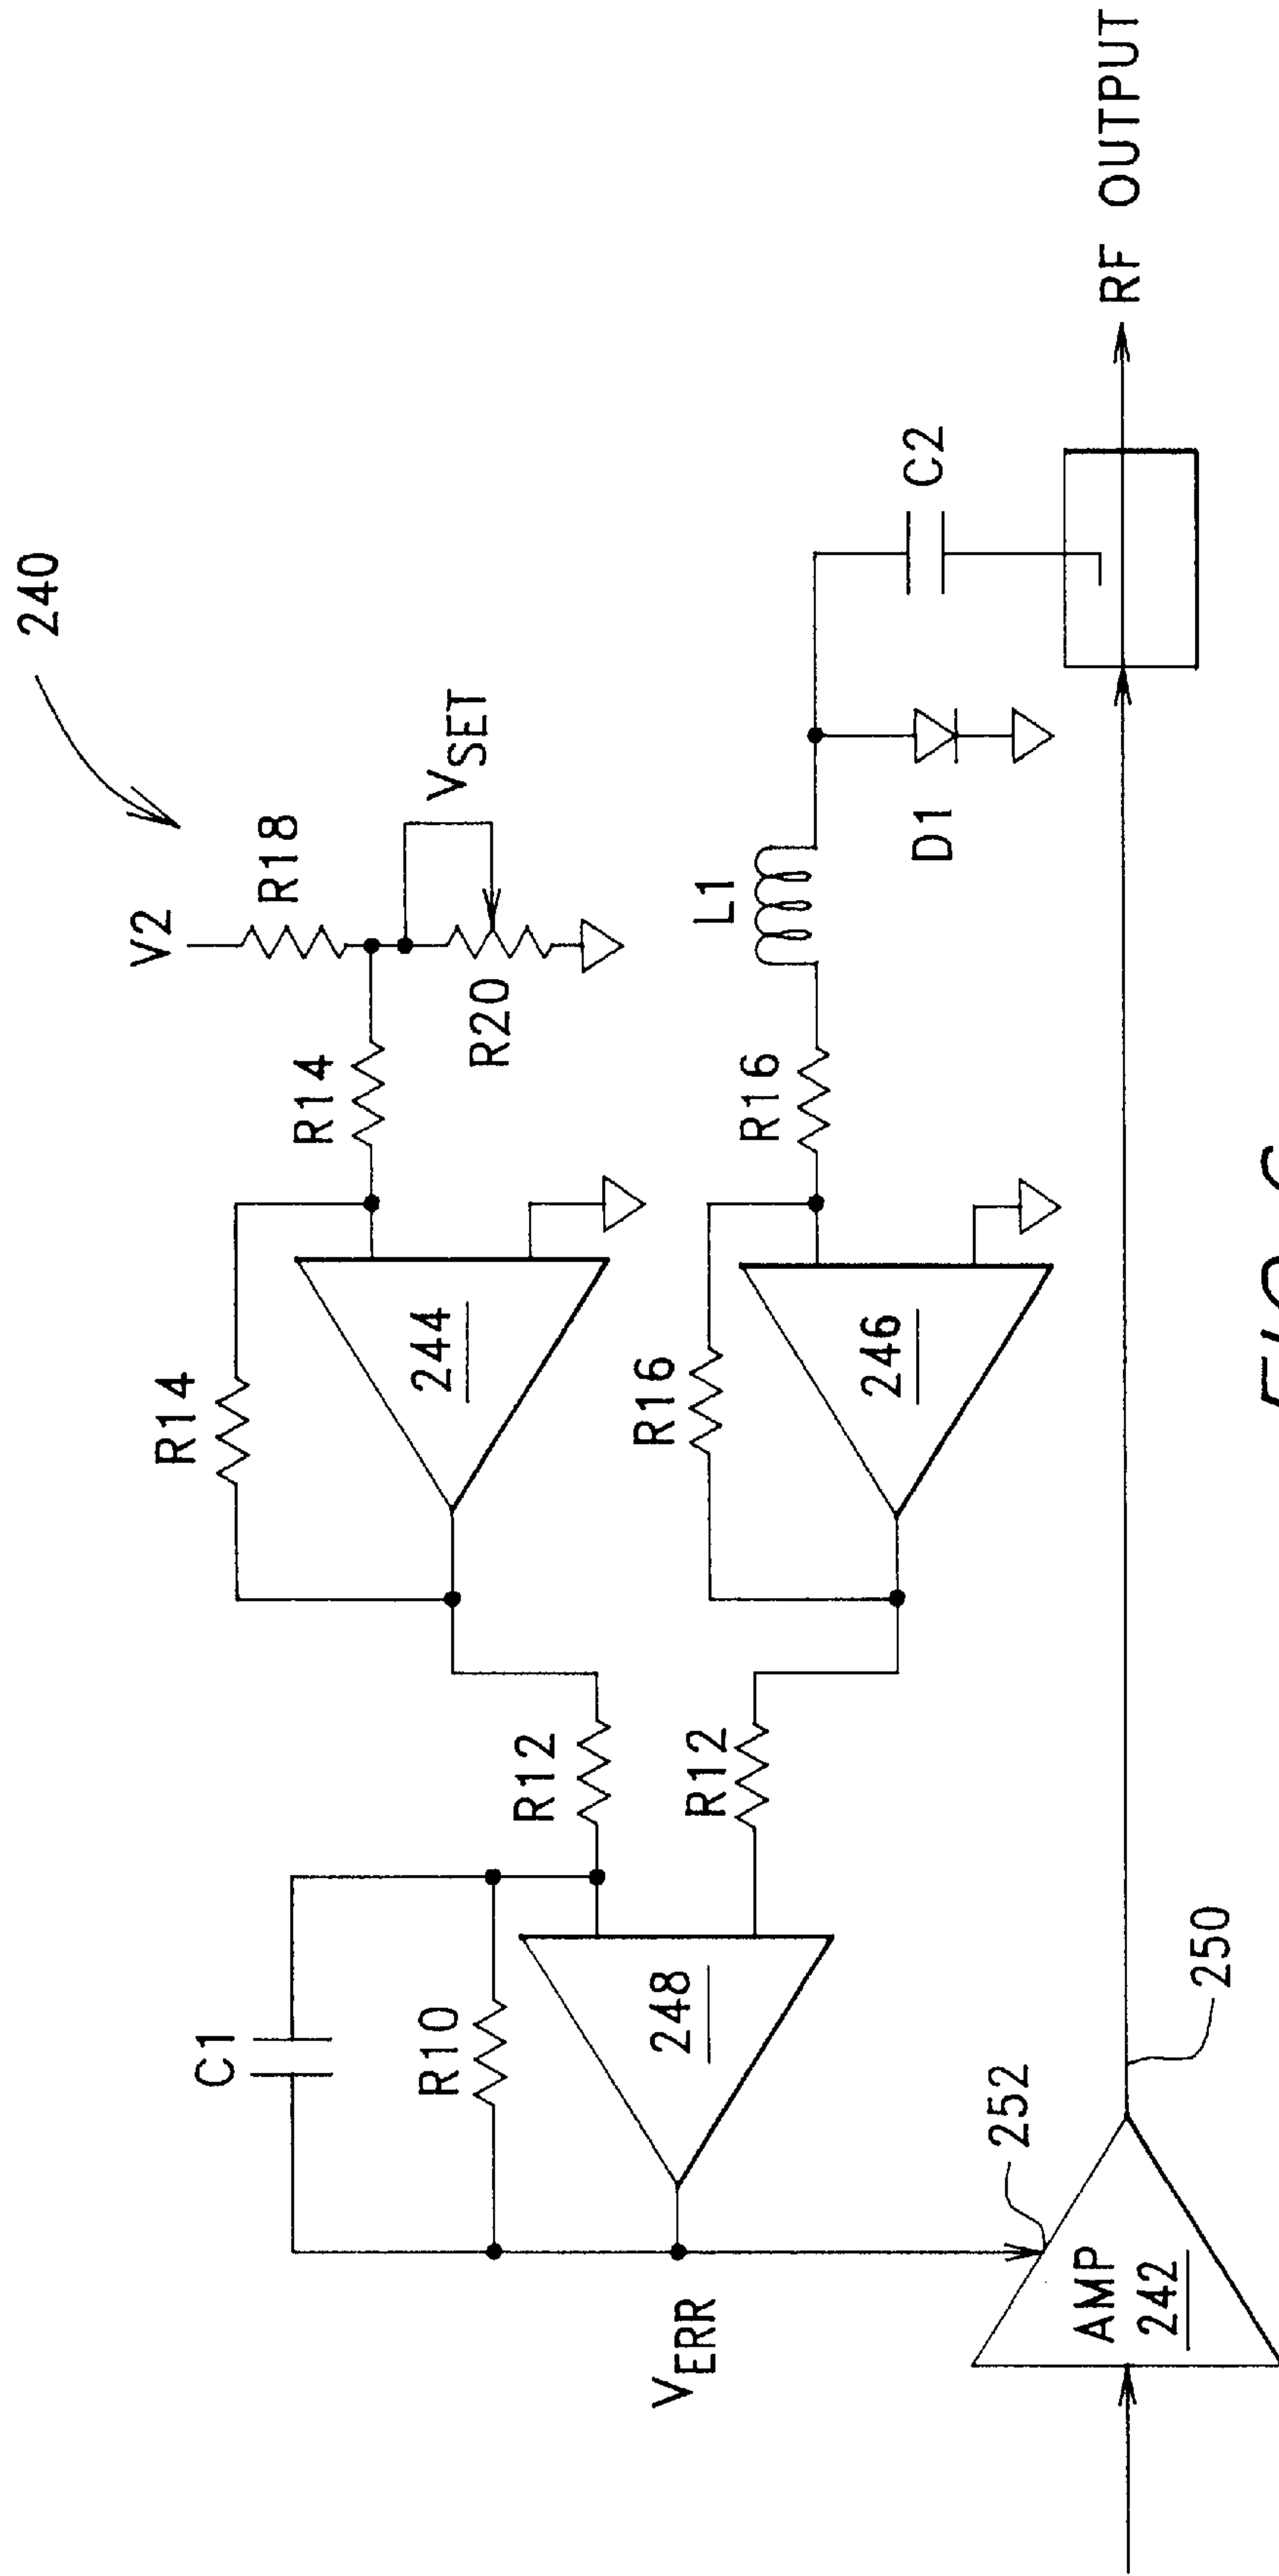 240
V2
R18
VSET
R14
R14
R20
244
R12
C1
R10
248
R12
VERR
R16
R16
246
L1
D1
C2
AMP
242
252
250
RF OUTPUT